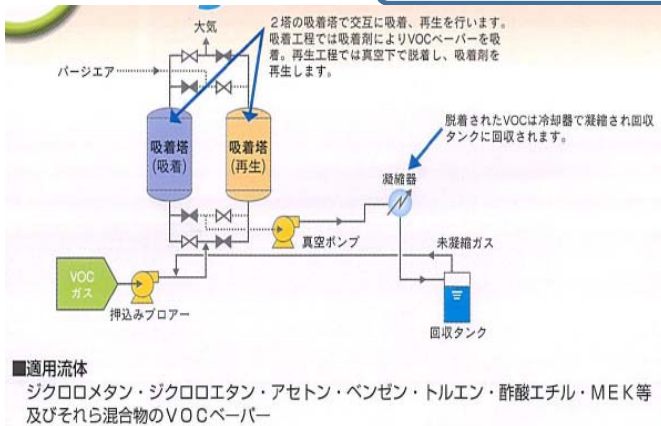 大気
2塔の吸着塔で交互に吸着、再生を行います。
吸着工程では吸着剤によりVOCベーパーを吸
着。再生工程では真空下で脱着し、吸着剤を
再生します。
パージエア
吸着塔
(吸着)
吸着塔
(再生)
脱着されたVOCは冷却器で凝縮され回収
タンクに回収されます。
凝縮器
真空ポンプ
未凝縮ガス
VOC
ガス
押込みブロアー
回収タンク
■適用流体
ジクロロメタン・ジクロロエタン・アセトン・ベンゼン・トルエン・酢酸エチル・MEK等
及びそれら混合物のVOCベーパー